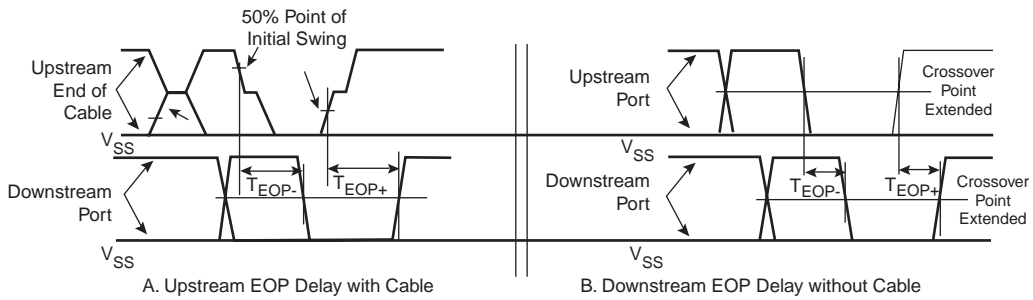 50% Point of
Initial Swing
Upstream
End of
Cable
VSS
Downstream
Port
TEOP-
TEOP+
VSS
A. Upstream EOP Delay with Cable
Upstream
Port
Crossover
Point
Extended
VSS
Downstream
Port
TEOP-
TEOP+
Crossover
Point
Extended
VSS
B. Downstream EOP Delay without Cable